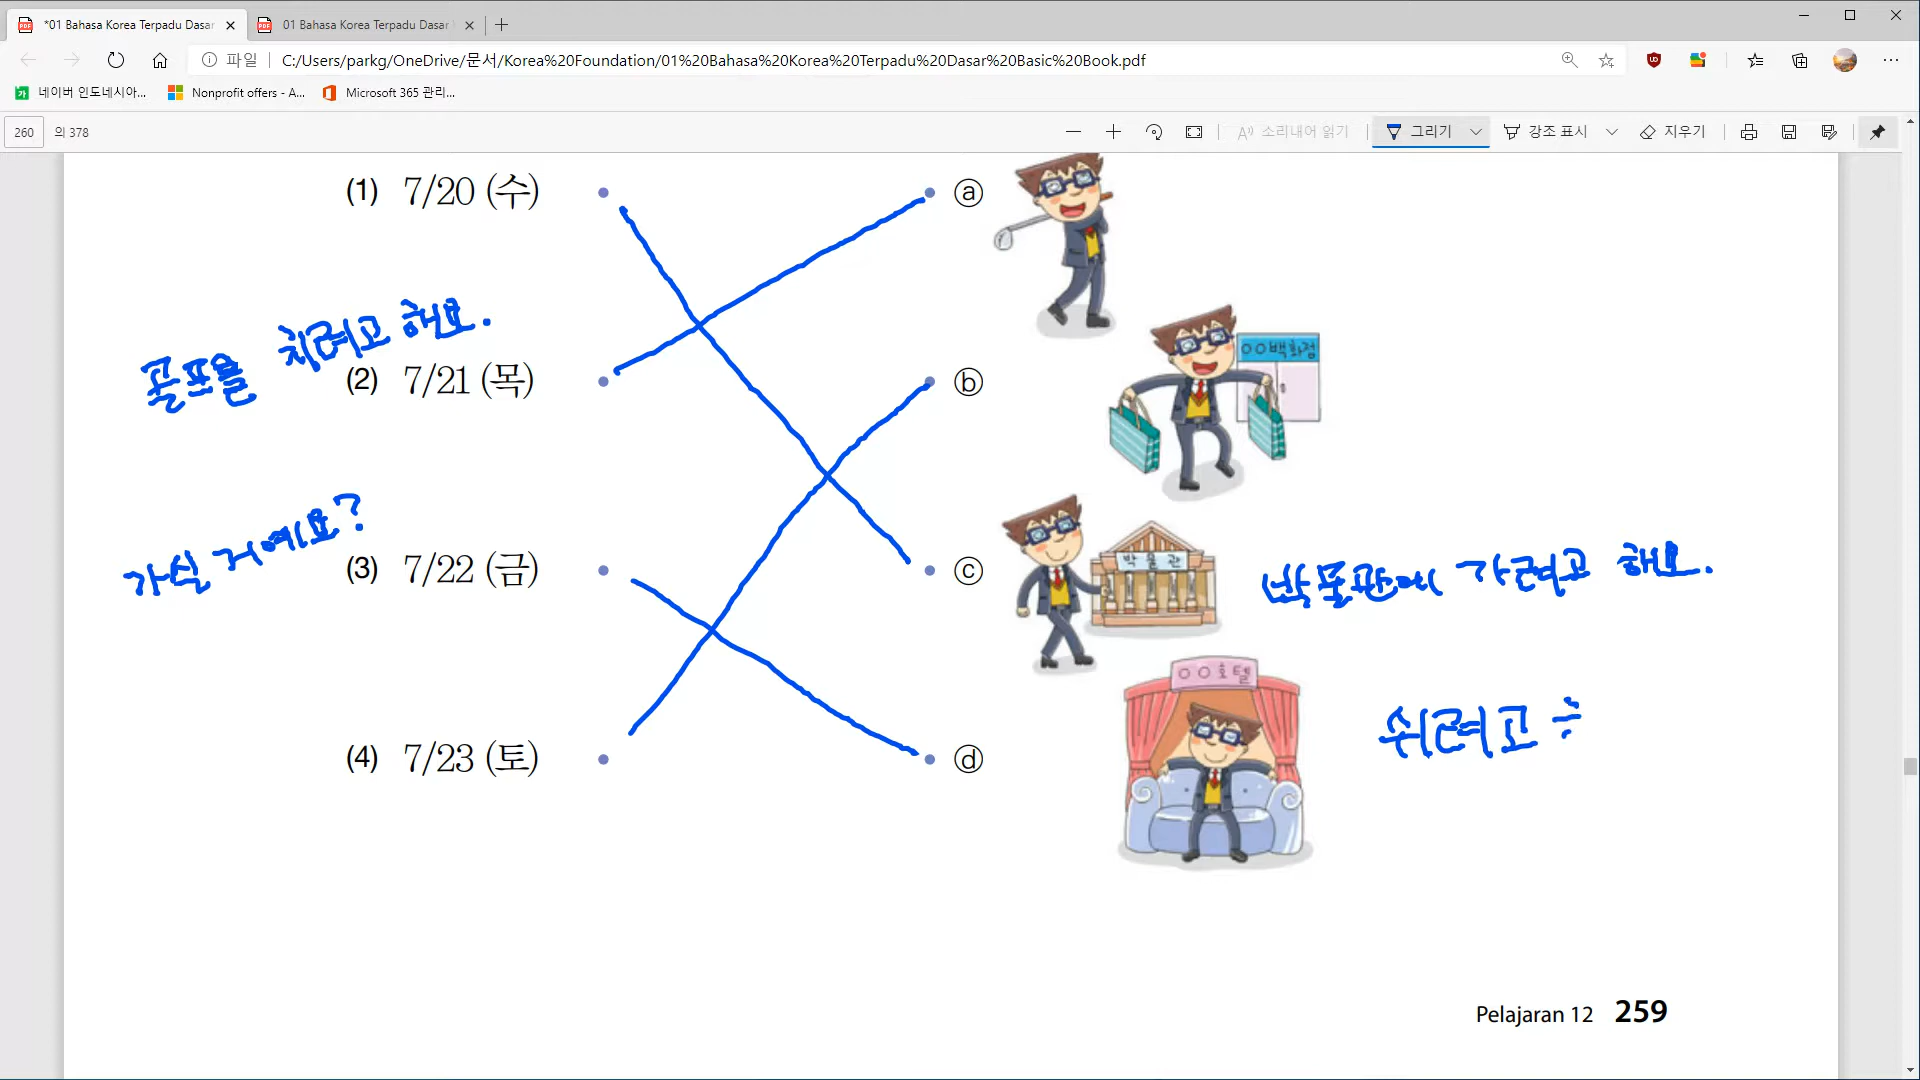 *01 Bahasa Korea Terpadu Dasar
01 Bahasa Korea Terpadu Dasar
파일
C:/Users/parkg/OneDrive/문서/Korea%20Foundation/01%20Bahasa%20Korea%20Terpadu%20Dasar%20Basic%20Book.pdf
네이버 인도네시아...
Nonprofit offers - A...
Microsoft 365 관리...
260 의 378
소리내어 읽기
그리기
강조 표시
지우기
(1) 7/20 (수)
ⓐ
골프를 치려고 해요.
(2) 7/21 (목)
ⓑ
○○백화점
가실 거예요?
(3) 7/22 (금)
ⓒ
박물관
박물관에 가려고 해요.
(4) 7/23 (토)
ⓓ
○○호텔
쉬려고
Pelajaran 12 259